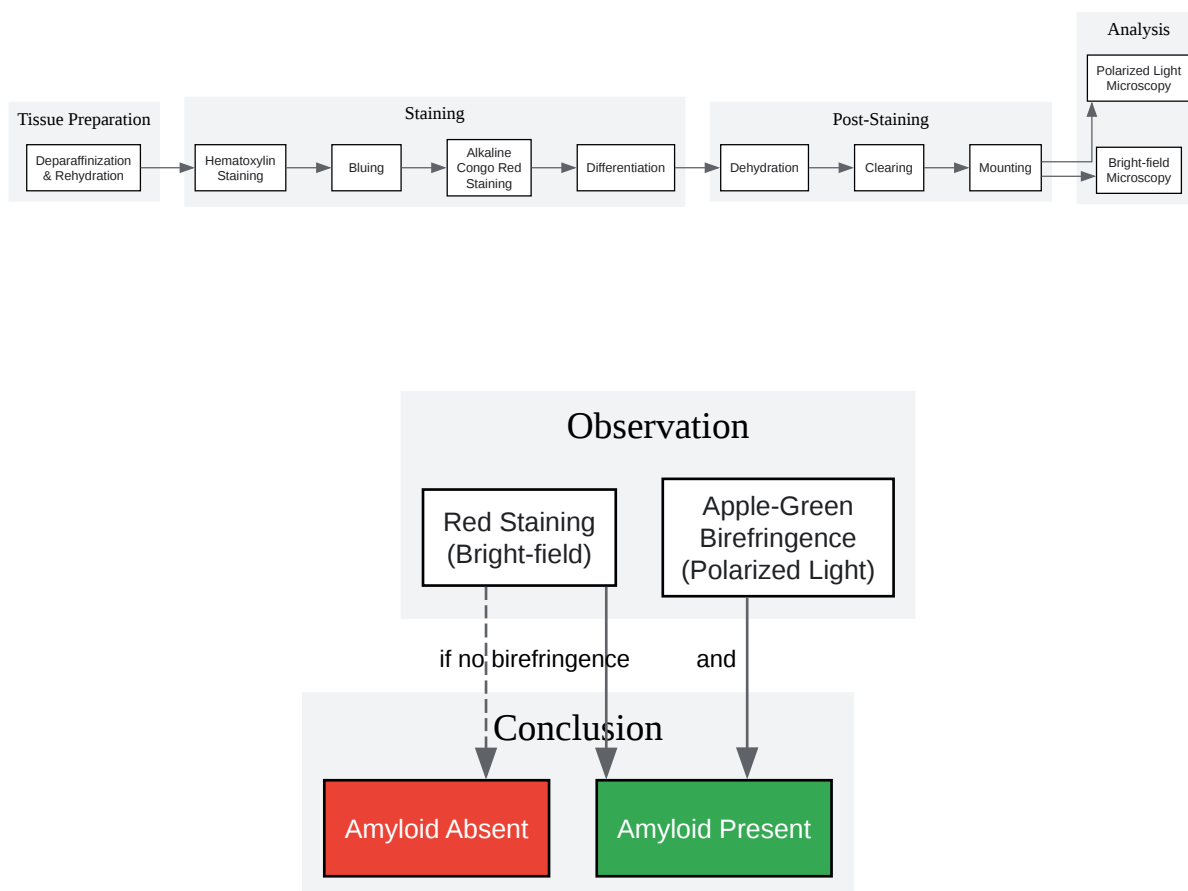 Analysis
Polarized Light
Microscopy
Tissue Preparation
Staining
Post-Staining
Deparaffinization
& Rehydration
Hematoxylin
Staining
Bluing
Alkaline
Congo Red
Staining
Differentiation
Dehydration
Clearing
Mounting
Bright-field
Microscopy
Observation
Red Staining
(Bright-field)
Apple-Green
Birefringence
(Polarized Light)
if no birefringence
and
Conclusion
Amyloid Absent
Amyloid Present